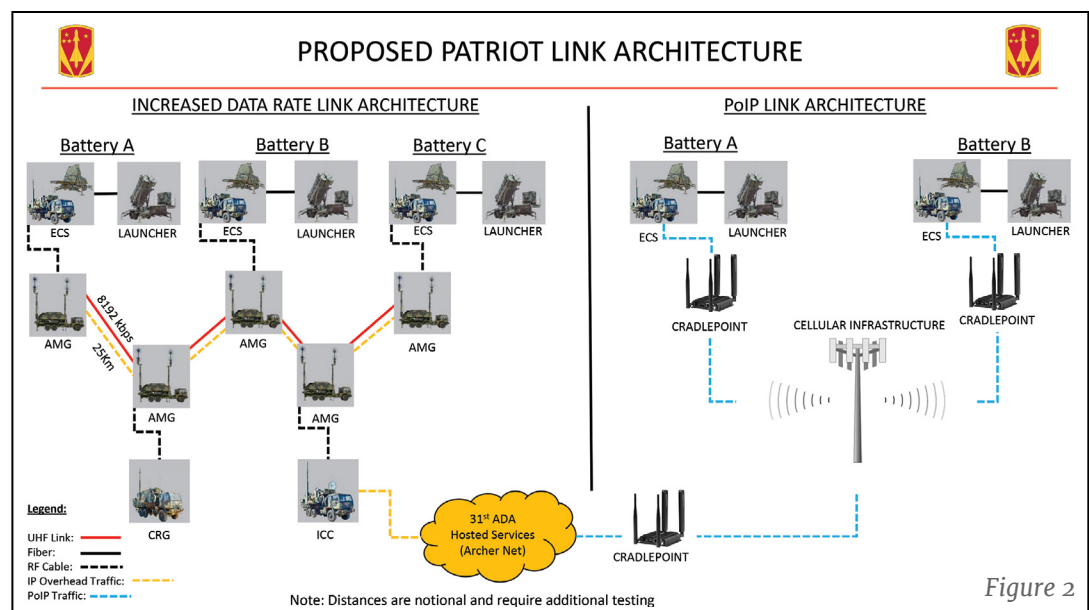 PROPOSED PATRIOT LINK ARCHITECTURE
INCREASED DATA RATE LINK ARCHITECTURE
Battery A
Battery B
Battery C
ECS
LAUNCHER
ECS
LAUNCHER
ECS
LAUNCHER
8192 kbps
25Km
AMG
AMG
AMG
AMG
AMG
CRG
ICC
Legend:
UHF Link:
Fiber:
RF Cable:
IP Overhead Traffic:
PoIP Traffic:
31st ADA
Hosted Services
(Archer Net)
Note: Distances are notional and require additional testing
PoIP LINK ARCHITECTURE
Battery A
Battery B
ECS
LAUNCHER
ECS
LAUNCHER
CRADLEPOINT
CRADLEPOINT
CELLULAR INFRASTRUCTURE
CRADLEPOINT
Figure 2